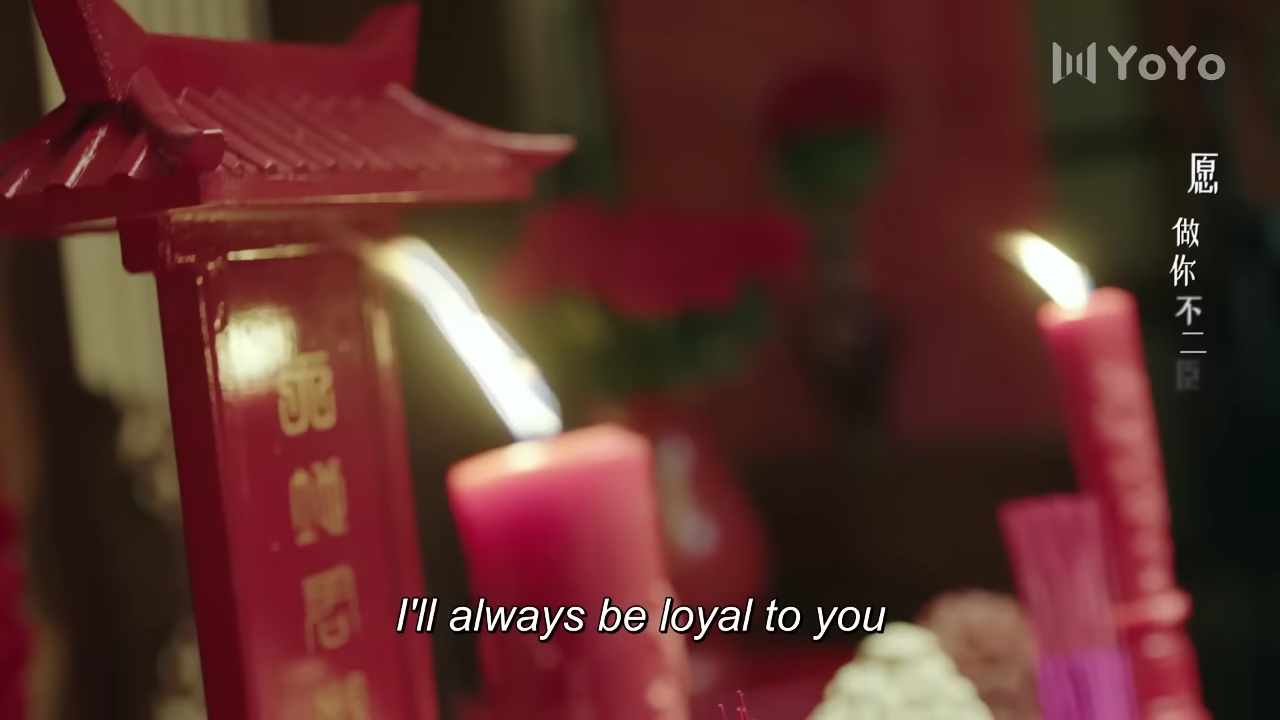 YoYo
愿
做你不二臣
I'll always be loyal to you